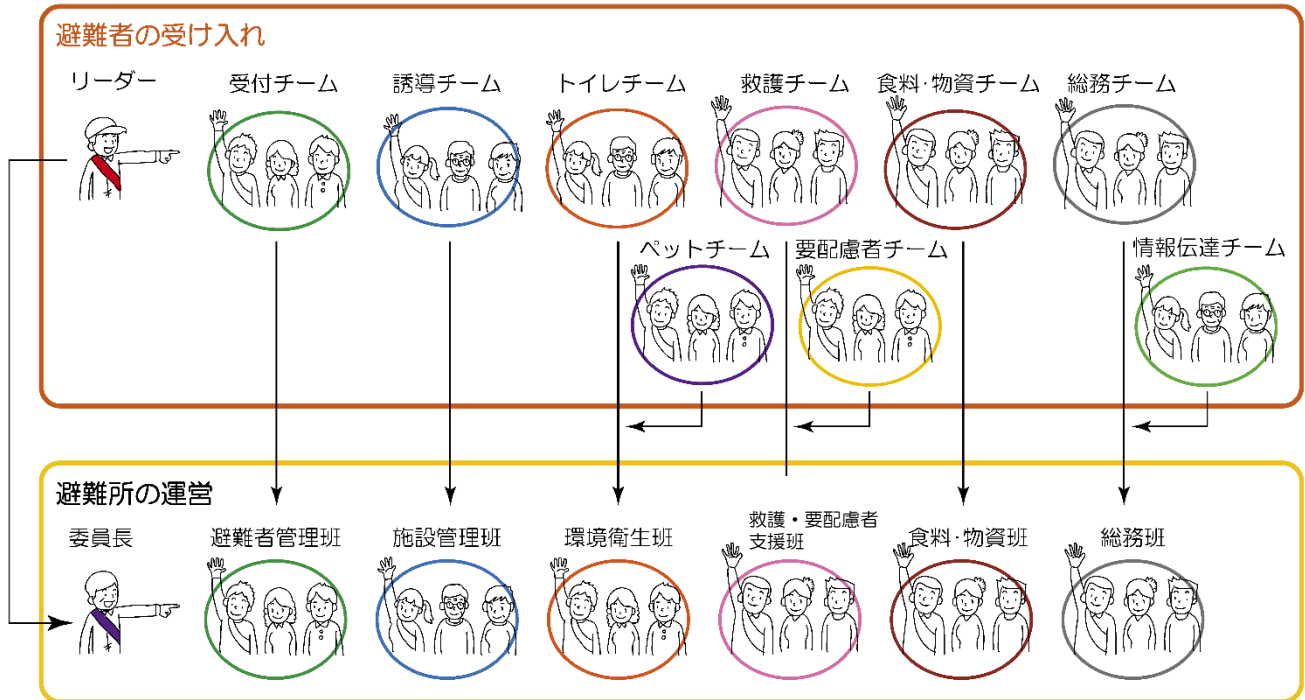 避難者の受け入れ
リーダー
受付チーム
誘導チーム
トイレチーム
救護チーム
食料・物資チーム
総務チーム
ペットチーム
要配慮者チーム
情報伝達チーム
避難所の運営
委員長
避難者管理班
施設管理班
環境衛生班
救護・要配慮者
支援班
食料・物資班
総務班